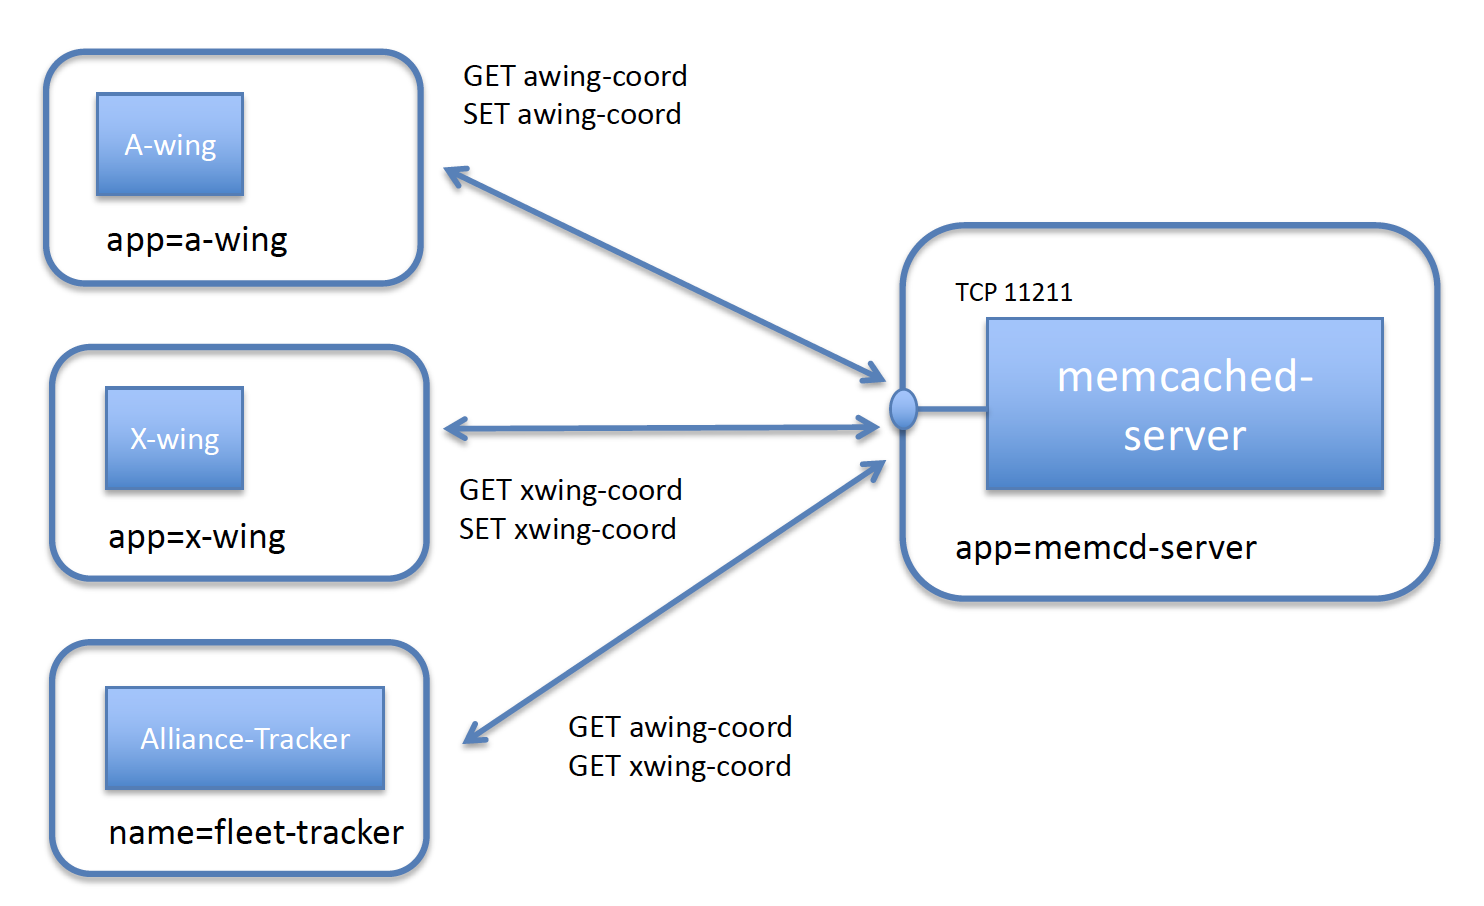 A-wing
app=a-wing
GET awing-coord
SET awing-coord
X-wing
app=x-wing
GET xwing-coord
SET xwing-coord
Alliance-Tracker
name=fleet-tracker
GET awing-coord
GET xwing-coord
TCP 11211
memcached-
server
app=memcd-server